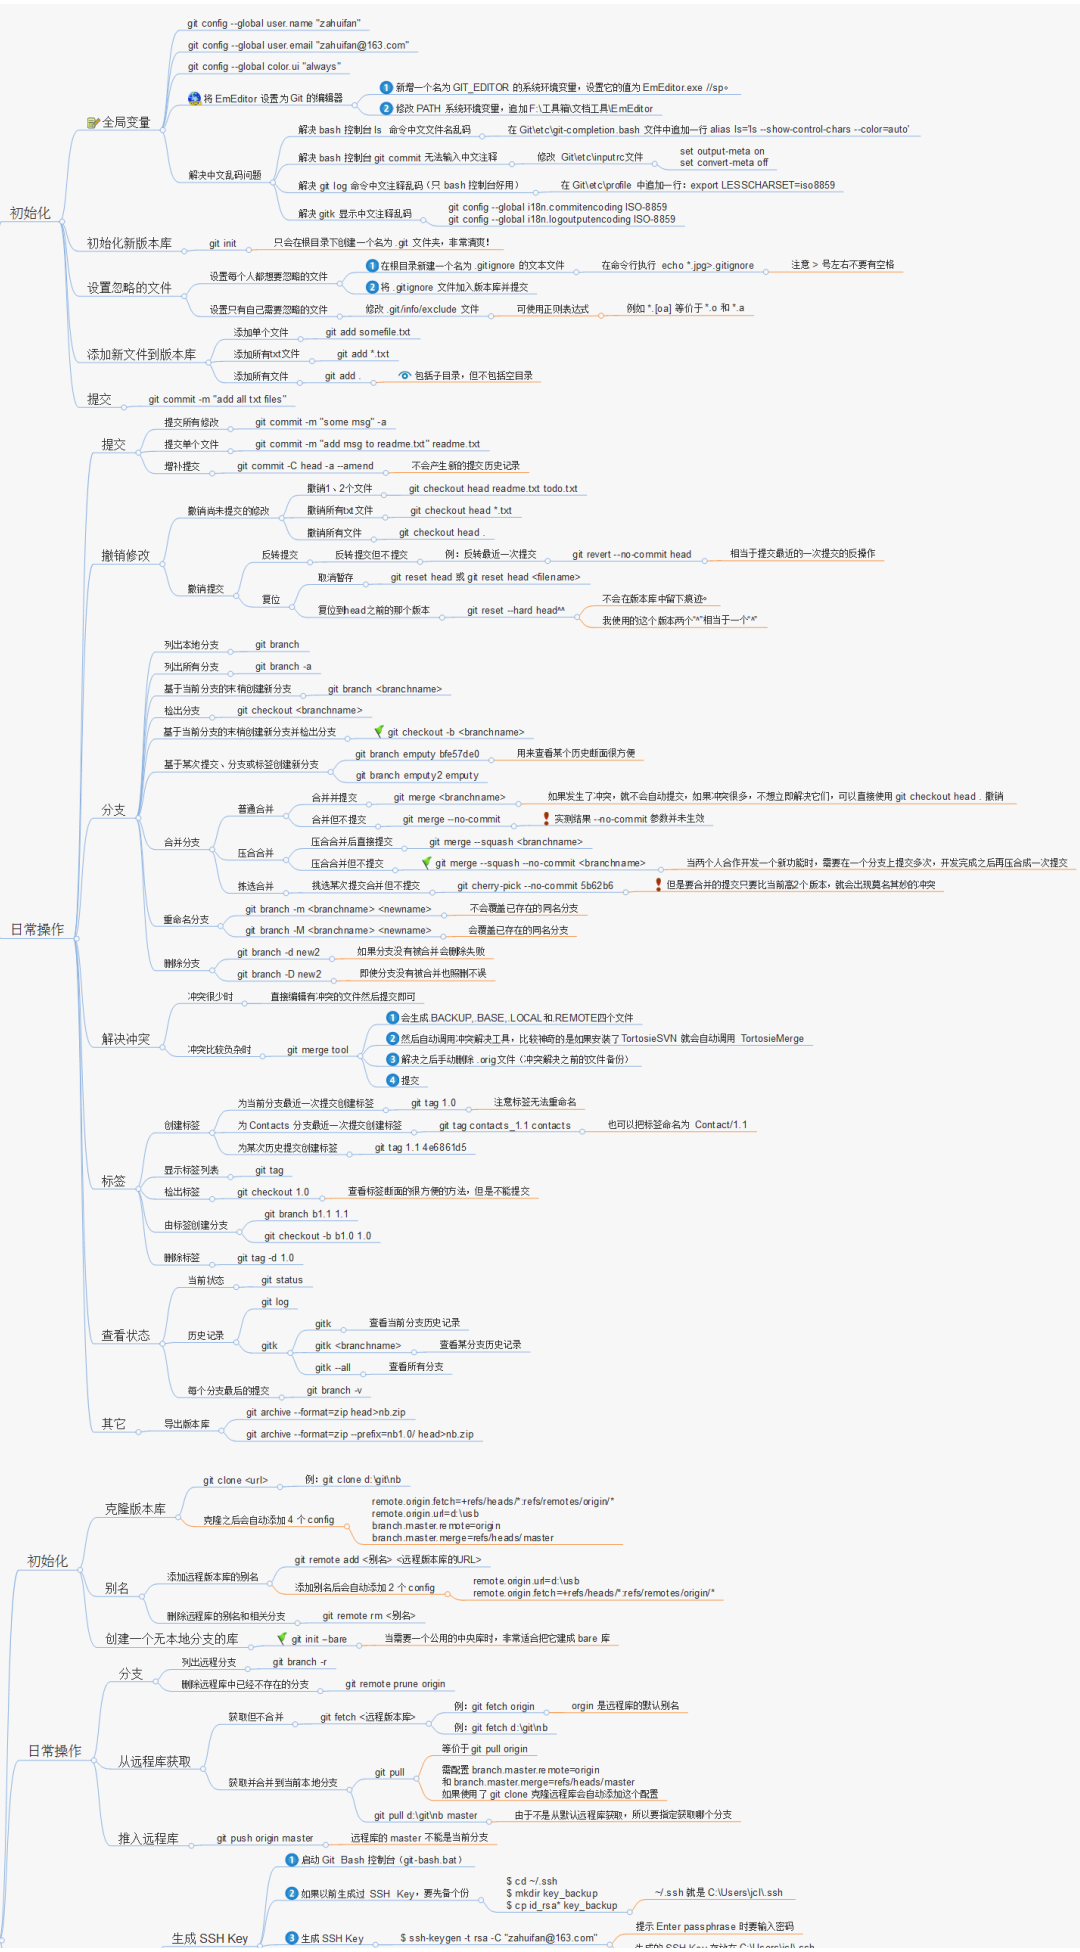 git config --global user.name "zahuifan"
git config --global user.email "zahuifan@163.com"
git config --global color.ui "always"
将 EmEditor 设置为 Git 的编辑器
1 新增一个名为 GIT_EDITOR 的系统环境变量，设置它的值为 EmEditor.exe //sp。
2 修改 PATH 系统环境变量，追加 F:\工具箱\文档工具\EmEditor
全局变量
解决 bash 控制台 ls 命令中文文件名乱码
在 Git\etc\git-completion.bash 文件中追加一行 alias ls='ls --show-control-chars --color=auto'
解决 bash 控制台 git commit 无法输入中文注释
修改 Git\etc\inputrc文件
set output-meta on
set convert-meta off
解决中文乱码问题
解决 git log 命令中文注释乱码（只 bash 控制台好用）
在 Git\etc\profile 中追加一行：export LESSCHARSET=iso8859
解决 gitk 显示中文注释乱码
git config --global i18n.commitencoding ISO-8859
git config --global i18n.logoutputencoding ISO-8859
初始化
初始化新版本库
git init
只会在根目录下创建一个名为 .git 文件夹，非常清爽！
设置每个人都想要忽略的文件
1 在根目录新建一个名为 .gitignore 的文本文件
在命令行执行 echo *.jpg>.gitignore
注意 > 号左右不要有空格
2 将 .gitignore 文件加入版本库并提交
设置忽略的文件
设置只有自己需要忽略的文件
修改 .git/info/exclude 文件
可使用正则表达式
例如 *.[oa] 等价于 *.o 和 *.a
添加单个文件
git add somefile.txt
添加新文件到版本库
添加所有txt文件
git add *.txt
添加所有文件
git add .
包括子目录，但不包括空目录
提交
git commit -m "add all txt files"
提交所有修改
git commit -m "some msg" -a
提交
提交单个文件
git commit -m "add msg to readme.txt" readme.txt
增补提交
git commit -C head -a --amend
不会产生新的提交历史记录
撤销1、2个文件
git checkout head readme.txt todo.txt
撤销尚未提交的修改
撤销所有txt文件
git checkout head *.txt
撤销所有文件
git checkout head .
撤销修改
反转提交
反转提交但不提交
例：反转最近一次提交
git revert --no-commit head
相当于提交最近的一次提交的反操作
撤销提交
取消暂存
git reset head 或 git reset head <filename>
复位
复位到head之前的那个版本
git reset --hard head^^
不会在版本库中留下痕迹。
我使用的这个版本两个"^"相当于一个"^"
列出本地分支
git branch
列出所有分支
git branch -a
基于当前分支的末梢创建新分支
git branch <branchname>
检出分支
git checkout <branchname>
基于当前分支的末梢创建新分支并检出分支
git checkout -b <branchname>
基于某次提交、分支或标签创建新分支
git branch emputy bfe57de0
用来查看某个历史断面很方便
git branch emputy2 emputy
分支
普通合并
合并并提交
git merge <branchname>
如果发生了冲突，就不会自动提交，如果冲突很多，不想立即解决它们，可以直接使用 git checkout head . 撤销
合并但不提交
git merge --no-commit
实测结果 --no-commit 参数并未生效
合并分支
压合合并
压合合并后直接提交
git merge --squash <branchname>
压合合并但不提交
git merge --squash --no-commit <branchname>
当两个人合作开发一个新功能时，需要在一个分支上提交多次，开发完成之后再压合成一次提交
拣选合并
挑选某次提交合并但不提交
git cherry-pick --no-commit 5b62b6
但是要合并的提交只要比当前高2个版本，就会出现莫名其妙的冲突
重命名分支
git branch -m <branchname> <newname>
不会覆盖已存在的同名分支
git branch -M <branchname> <newname>
会覆盖已存在的同名分支
日常操作
删除分支
git branch -d new2
如果分支没有被合并会删除失败
git branch -D new2
即使分支没有被合并也照删不误
冲突很少时
直接编辑有冲突的文件然后提交即可
解决冲突
冲突比较负杂时
git merge tool
1 会生成 BACKUP, BASE, LOCAL和 REMOTE四个文件
2 然后自动调用冲突解决工具，比较神奇的是如果安装了 TortosieSVN 就会自动调用 TortosieMerge
3 解决之后手动删除 .orig文件（冲突解决之前的文件备份）
4 提交
为当前分支最近一次提交创建标签
git tag 1.0
注意标签无法重命名
创建标签
为 Contacts 分支最近一次提交创建标签
git tag contacts_1.1 contacts
也可以把标签命名为 Contact/1.1
为某次历史提交创建标签
git tag 1.1 4e6861d5
显示标签列表
git tag
标签
检出标签
git checkout 1.0
查看标签断面的很方便的方法，但是不能提交
由标签创建分支
git branch b1.1 1.1
git checkout -b b1.0 1.0
删除标签
git tag -d 1.0
当前状态
git status
git log
查看状态
历史记录
gitk
gitk
查看当前分支历史记录
gitk <branchname>
查看某分支历史记录
gitk --all
查看所有分支
每个分支最后的提交
git branch -v
其它
导出版本库
git archive --format=zip head>nb.zip
git archive --format=zip --prefix=nb1.0/ head>nb.zip
git clone <url>
例：git clone d:\git\nb
克隆版本库
克隆之后会自动添加 4 个 config
remote.origin.fetch=+refs/heads/*:refs/remotes/origin/*
remote.origin.url=d:\usb
branch.master.remote=origin
branch.master.merge=refs/heads/master
初始化
别名
添加远程版本库的别名
git remote add <别名> <远程版本库的URL>
添加别名后会自动添加 2 个 config
remote.origin.url=d:\usb
remote.origin.fetch=+refs/heads/*:refs/remotes/origin/*
删除远程库的别名和相关分支
git remote rm <别名>
创建一个无本地分支的库
git init --bare
当需要一个公用的中央库时，非常适合把它建成 bare 库
分支
列出远程分支
git branch -r
删除远程库中已经不存在的分支
git remote prune origin
获取但不合并
git fetch <远程版本库>
例：git fetch origin
orgin 是远程库的默认别名
例：git fetch d:\git\nb
日常操作
从远程库获取
获取并合并到当前本地分支
git pull
等价于 git pull origin
需配置 branch.master.remote=origin
和 branch.master.merge=refs/heads/master
如果使用了 git clone 克隆远程库会自动添加这个配置
git pull d:\git\nb master
由于不是从默认远程库获取，所以要指定获取哪个分支
推入远程库
git push origin master
远程库的 master 不能是当前分支
1 启动 Git Bash 控制台（git-bash.bat）
2 如果以前生成过 SSH Key，要先备个份
$ cd ~/.ssh
$ mkdir key_backup
$ cp id_rsa* key_backup
~/.ssh 就是 C:\Users\jcl\.ssh
生成 SSH Key
3 生成 SSH Key
$ ssh-keygen -t rsa -C "zahuifan@163.com"
提示 Enter passphrase 时要输入密码
生成的 SSH Key 存放在 C:\Users\jcl\.ssh